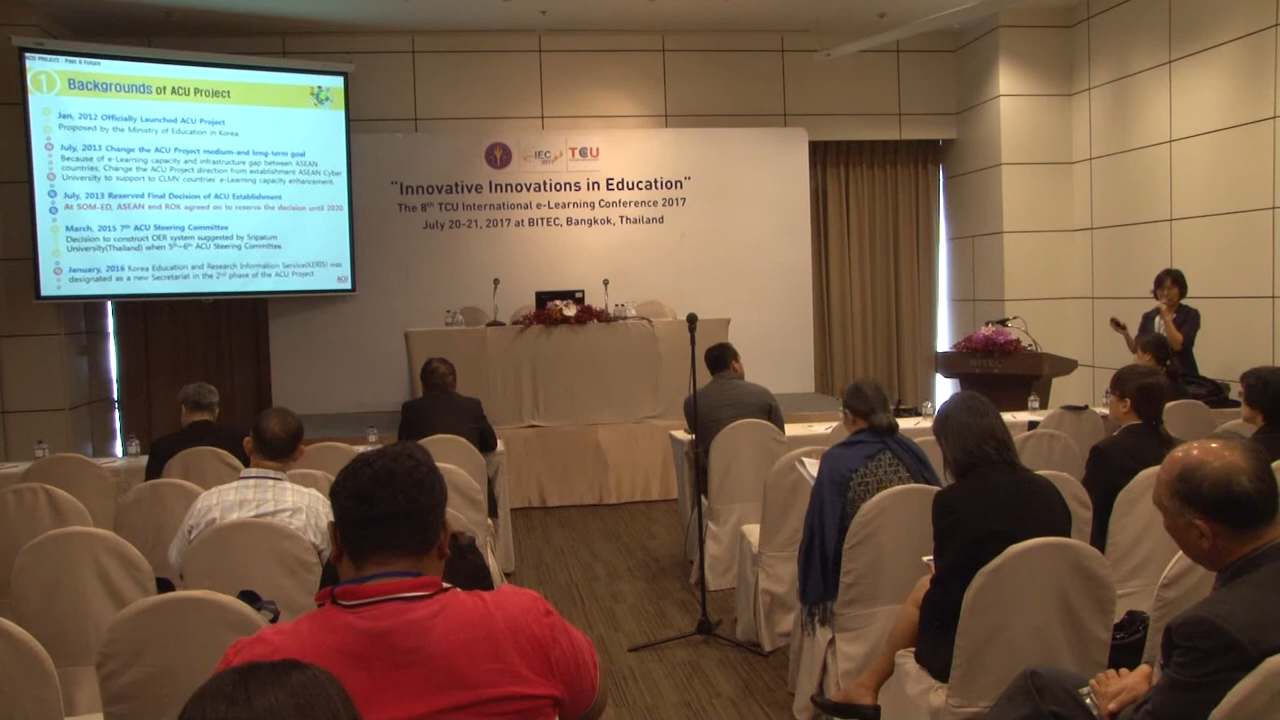 ACU PROJECT : Past & Future
1
Backgrounds of ACU Project
Jan, 2012 Officially Launched ACU Project
Proposed by the Ministry of Education in Korea
July, 2013 Change the ACU Project medium-and long-term goal
Because of e-Learning capacity and infrastructure gap between ASEAN
countries, Change the ACU Project direction from establishment ASEAN Cyber
University to support to CLMV countries e-Learning capacity enhancement.
July, 2013 Reserved Final Decision of ACU Establishment
At SOM-ED, ASEAN and ROK agreed on to reserve the decision until 2020
March, 2015 7th ACU Steering Committee
Decision to construct OER system suggested by Sripatum
University(Thailand) when 5th~6th ACU Steering Committee
January, 2016 Korea Education and Research Information Service(KERIS) was
designated as a new Secretariat in the 2nd phase of the ACU Project
ACU
IEC
2017
TCU
"Innovative Innovations in Education"
The 8th TCU International e-Learning Conference 2017
July 20-21, 2017 at BITEC, Bangkok, Thailand
BITEC